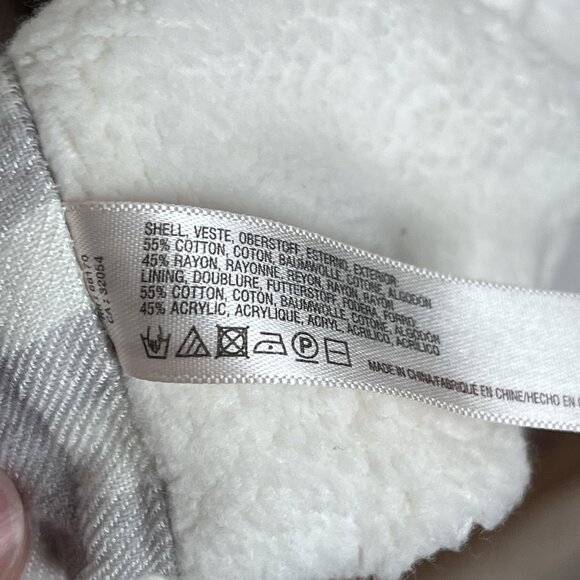 SHELL, VESTE, OBERSTOFF, ESTERNO, EXTERIOR
55% COTTON, COTON, BAUMWOLLE, COTONE, ALGODON
45% RAYON, RAYONNE, REYON, RAYON, RAYON
LINING, DOUBLURE, FUTTERSTOFF, FODERA, FORRO
55% COTTON, COTON, BAUMWOLLE, COTONE, ALGODON
45% ACRYLIC, ACRYLIQUE, ACRYL, ACRILICO, ACRILICO
MADE IN CHINA/FABRIQUE EN CHINE/HECHO EN
CA: 32054